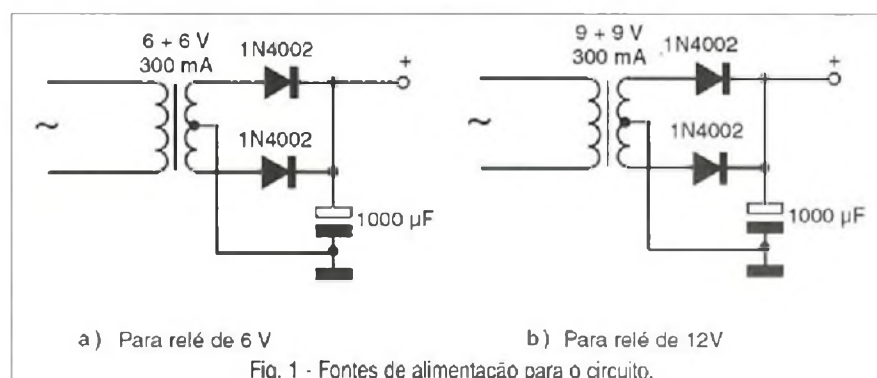 6 + 6 V
300 mA
1N4002
+
~
1N4002
1000 µF
a) Para relé de 6 V
9 + 9 V
300 mA
1N4002
+
~
1N4002
1000 µF
b) Para relé de 12V
Fig. 1 - Fontes de alimentação para o circuito.